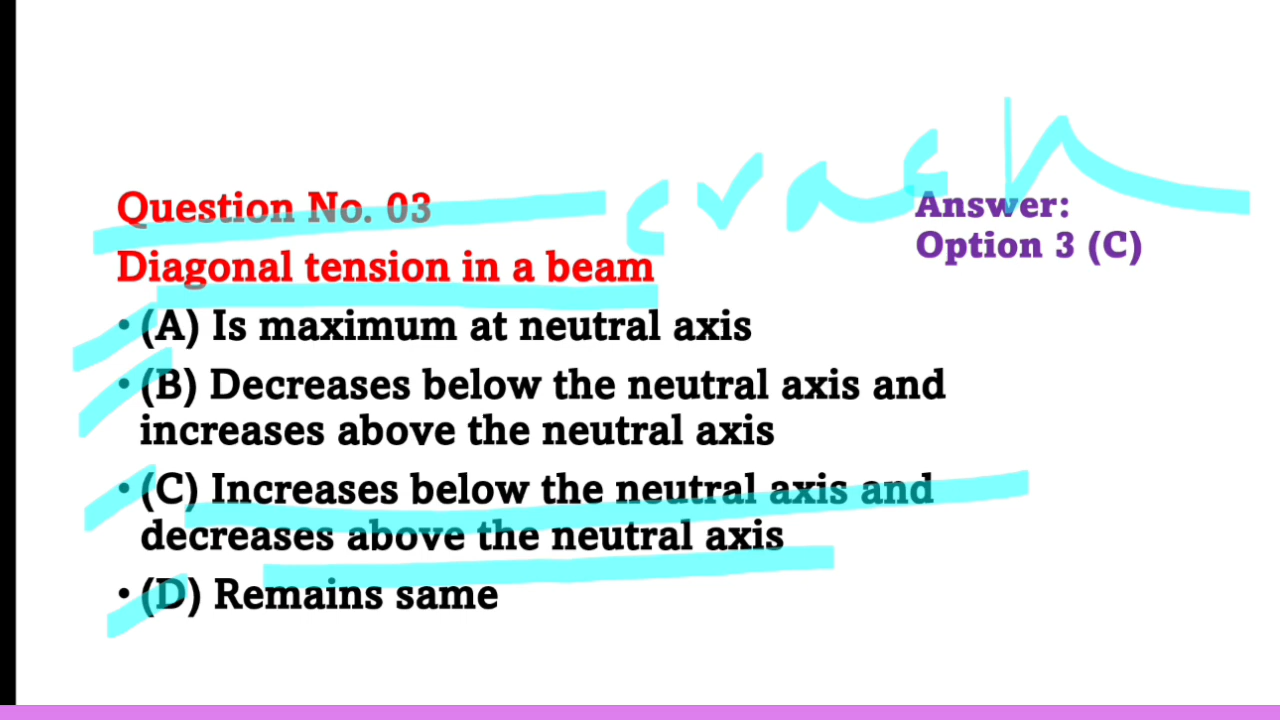 crack
Question No. 03
Answer:
Option 3 (C)
Diagonal tension in a beam
• (A) Is maximum at neutral axis
• (B) Decreases below the neutral axis and
increases above the neutral axis
• (C) Increases below the neutral axis and
decreases above the neutral axis
• (D) Remains same